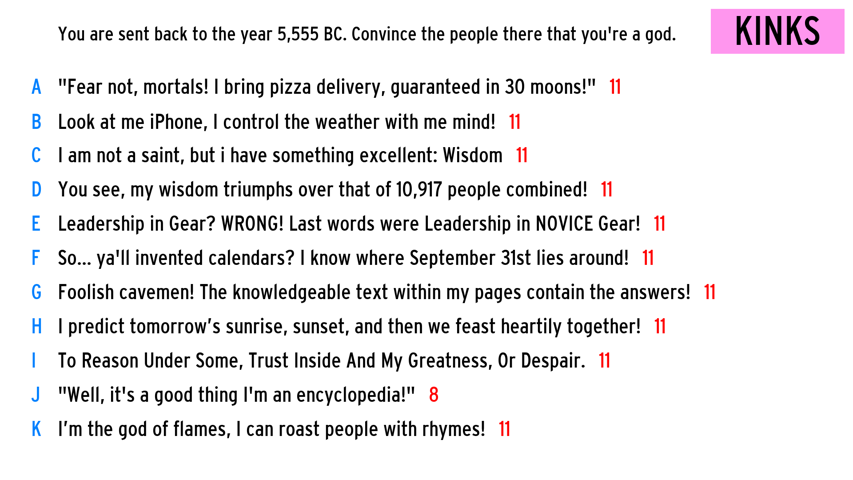 You are sent back to the year 5,555 BC. Convince the people there that you're a god.
KINKS
A "Fear not, mortals! I bring pizza delivery, guaranteed in 30 moons!" 11
B Look at me iPhone, I control the weather with me mind! 11
C I am not a saint, but i have something excellent: Wisdom 11
D You see, my wisdom triumphs over that of 10,917 people combined! 11
E Leadership in Gear? WRONG! Last words were Leadership in NOVICE Gear! 11
F So... ya'll invented calendars? I know where September 31st lies around! 11
G Foolish cavemen! The knowledgeable text within my pages contain the answers! 11
H I predict tomorrow’s sunrise, sunset, and then we feast heartily together! 11
I To Reason Under Some, Trust Inside And My Greatness, Or Despair. 11
J "Well, it's a good thing I'm an encyclopedia!" 8
K I’m the god of flames, I can roast people with rhymes! 11